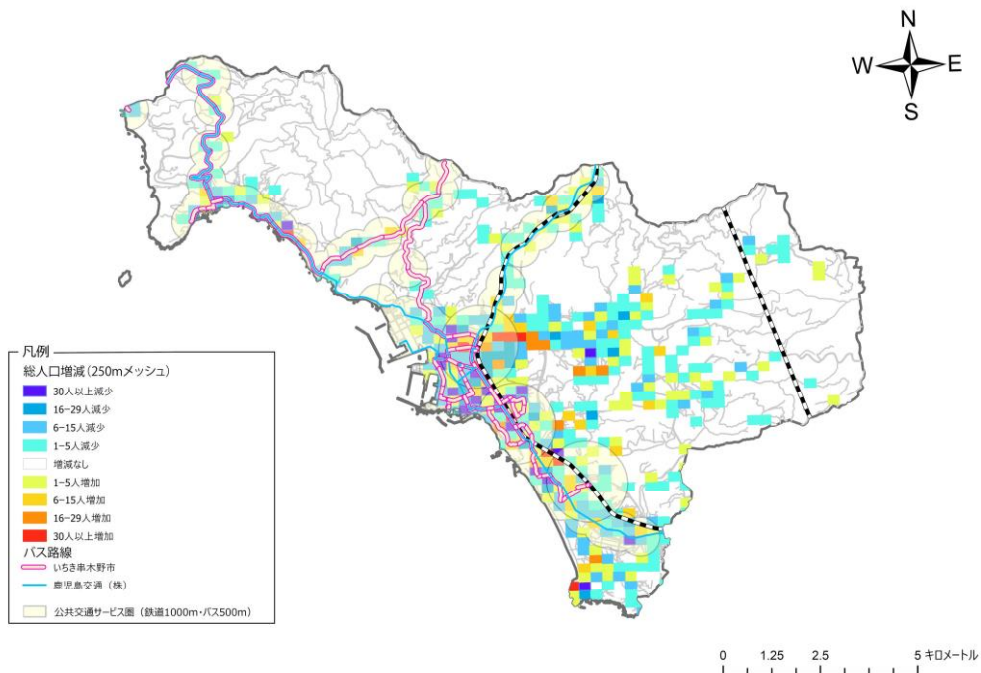 N
W E
S
凡例
総人口増減(250mメッシュ)
30人以上減少
16−29人減少
6−15人減少
1−5人減少
増減なし
1−5人増加
6−15人増加
16−29人増加
30人以上増加
バス路線
いちき串木野市
鹿児島交通(株)
公共交通サービス圏(鉄道1000m・バス500m)
0 1.25 2.5 5 キロメートル